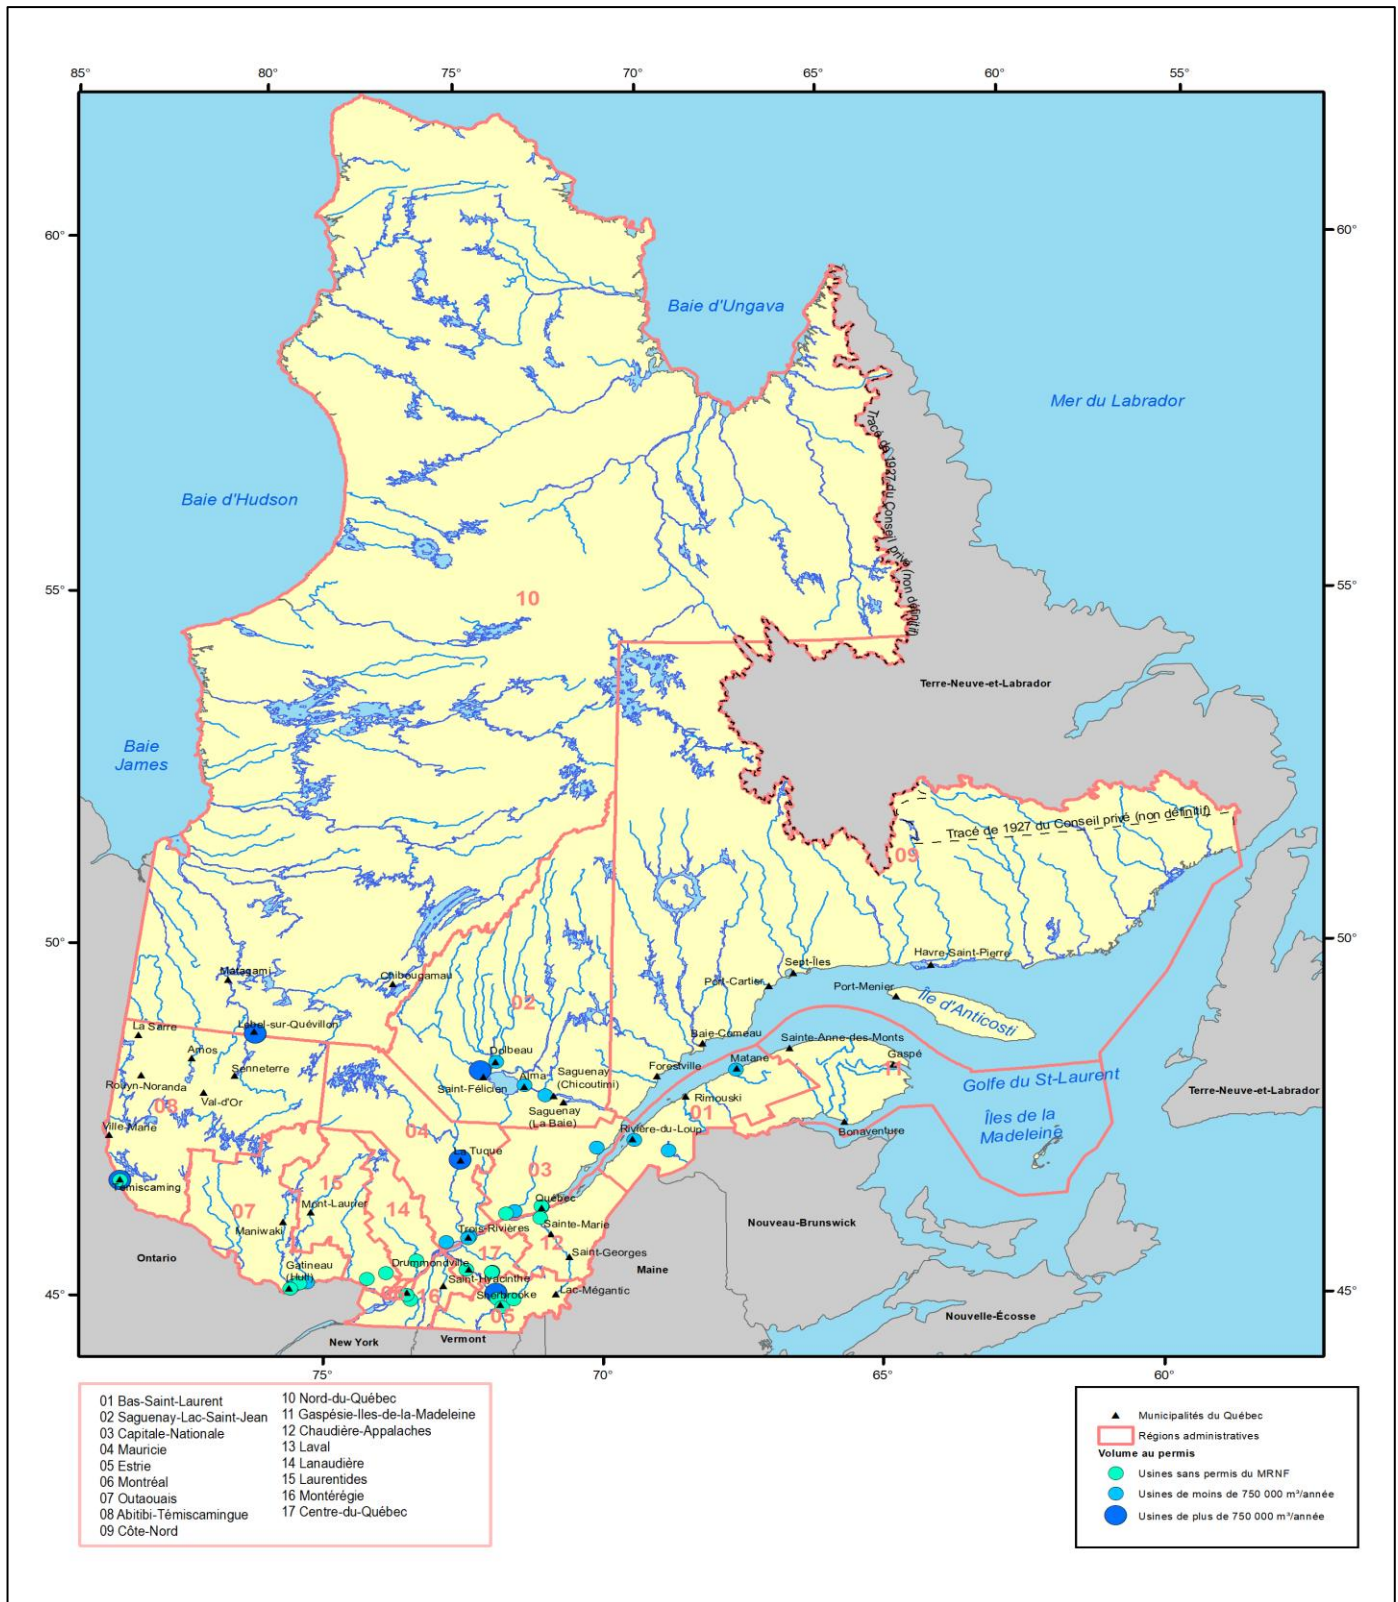 85° 80° 75° 70° 65° 60° 55°
60° 60°
Baie d'Ungava
Mer du Labrador
Baie d'Hudson
Tracé de 1927 du Conseil privé (non définitif)
55° 55°
10
Terre-Neuve-et-Labrador
Baie
James
Tracé de 1927 du Conseil privé (non définitif)
09
50° 50°
Havre-Saint-Pierre
Sept-Îles
Matagami
Chibougamau
Port-Cartier
Port-Menier
Île d'Anticosti
02
La Sarre
Lebel-sur-Quévillon
Baie-Comeau
Sainte-Anne-des-Monts
Amos
Dolbeau
Matane
Gaspé
11
Senneterre
Forestville
Saguenay
(Chicoutimi)
Alma
Golfe du St-Laurent
Rouyn-Noranda
Saint-Félicien
Val-d'Or
Rimouski
Terre-Neuve-et-Labrador
08
Saguenay
(La Baie)
01
Îles de la
Madeleine
Ville-Marie
04
Rivière-du-Loup
Bonaventure
La Tuque
03
Témiscaming
15
Québec
Mont-Laurier
07
14
Maniwaki
Sainte-Marie
Nouveau-Brunswick
Trois-Rivières
12
17
Ontario
Saint-Georges
Drummondville
Gatineau
(Hull)
Maine
Saint-Hyacinthe
Sherbrooke
Lac-Mégantic
16
45° 45°
05
Nouvelle-Écosse
New York
Vermont
75° 70° 65° 60°
01 Bas-Saint-Laurent
02 Saguenay-Lac-Saint-Jean
03 Capitale-Nationale
04 Mauricie
05 Estrie
06 Montréal
07 Outaouais
08 Abitibi-Témiscamingue
09 Côte-Nord
10 Nord-du-Québec
11 Gaspésie-Iles-de-la-Madeleine
12 Chaudière-Appalaches
13 Laval
14 Lanaudière
15 Laurentides
16 Montérégie
17 Centre-du-Québec
Municipalités du Québec
Régions administratives
Volume au permis
Usines sans permis du MRNF
Usines de moins de 750 000 m³/année
Usines de plus de 750 000 m³/année